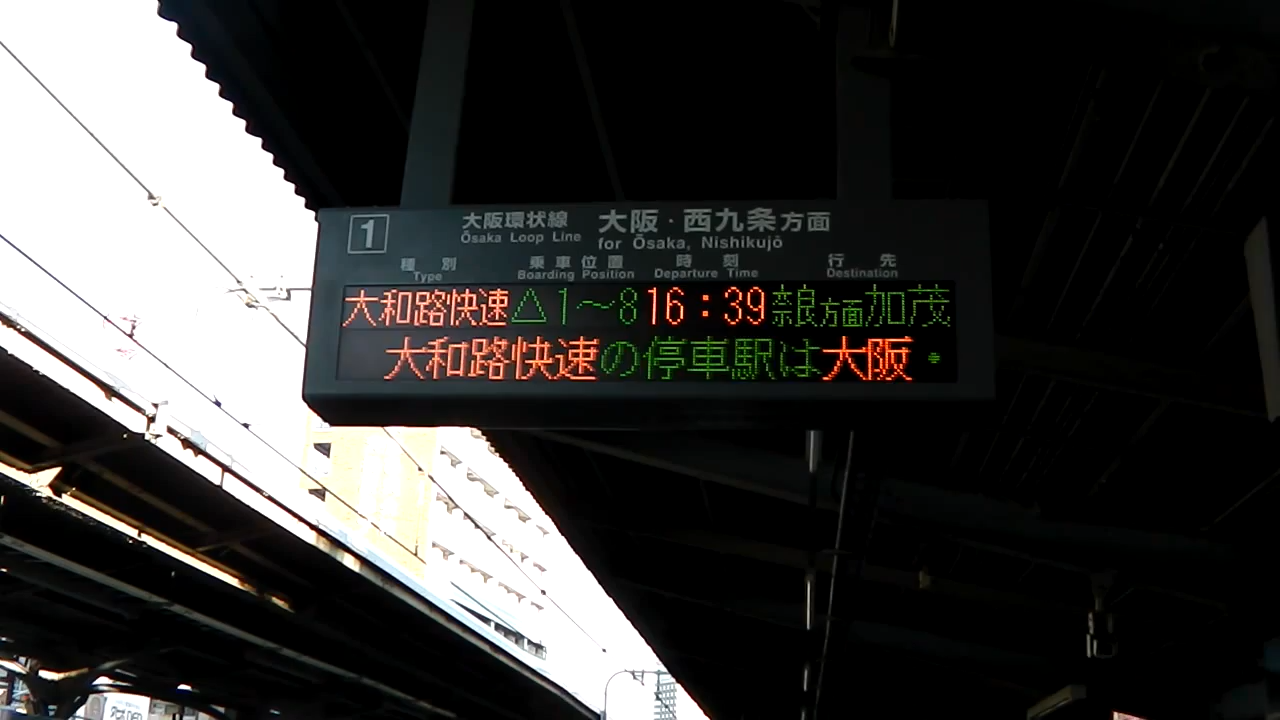 1 大阪環状線 大阪・西九条方面
Ōsaka Loop Line for Ōsaka, Nishikujō
種別 乗車位置 時刻 行先
Type Boarding Position Departure Time Destination
大和路快速 △1～8 16:39 奈良方面加茂
大和路快速の停車駅は大阪・